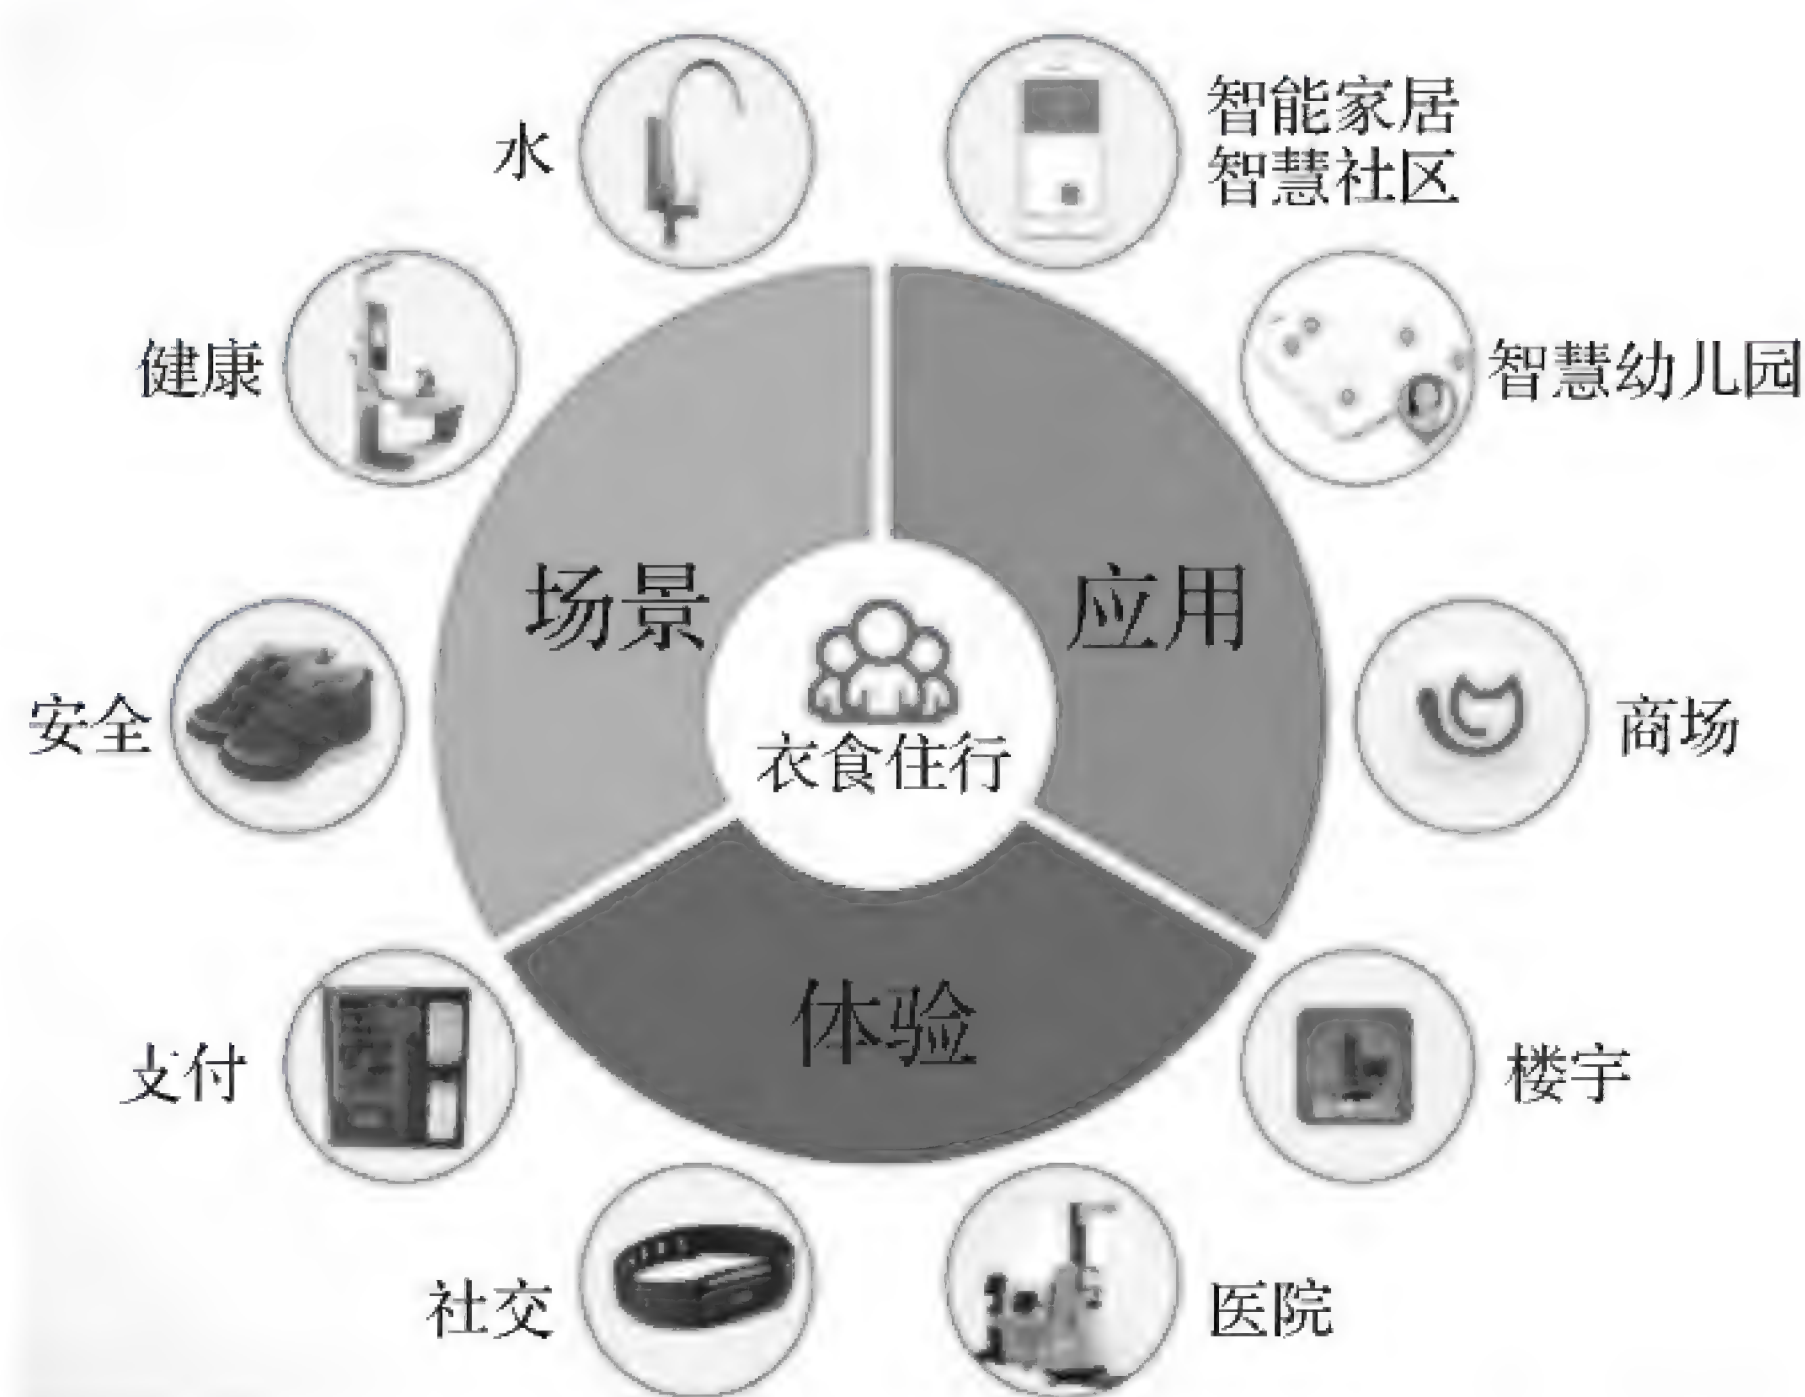 水
智能家居
智慧社区
健康
智慧幼儿园
场景
应用
安全
衣食住行
商场
体验
支付
楼宇
社交
医院